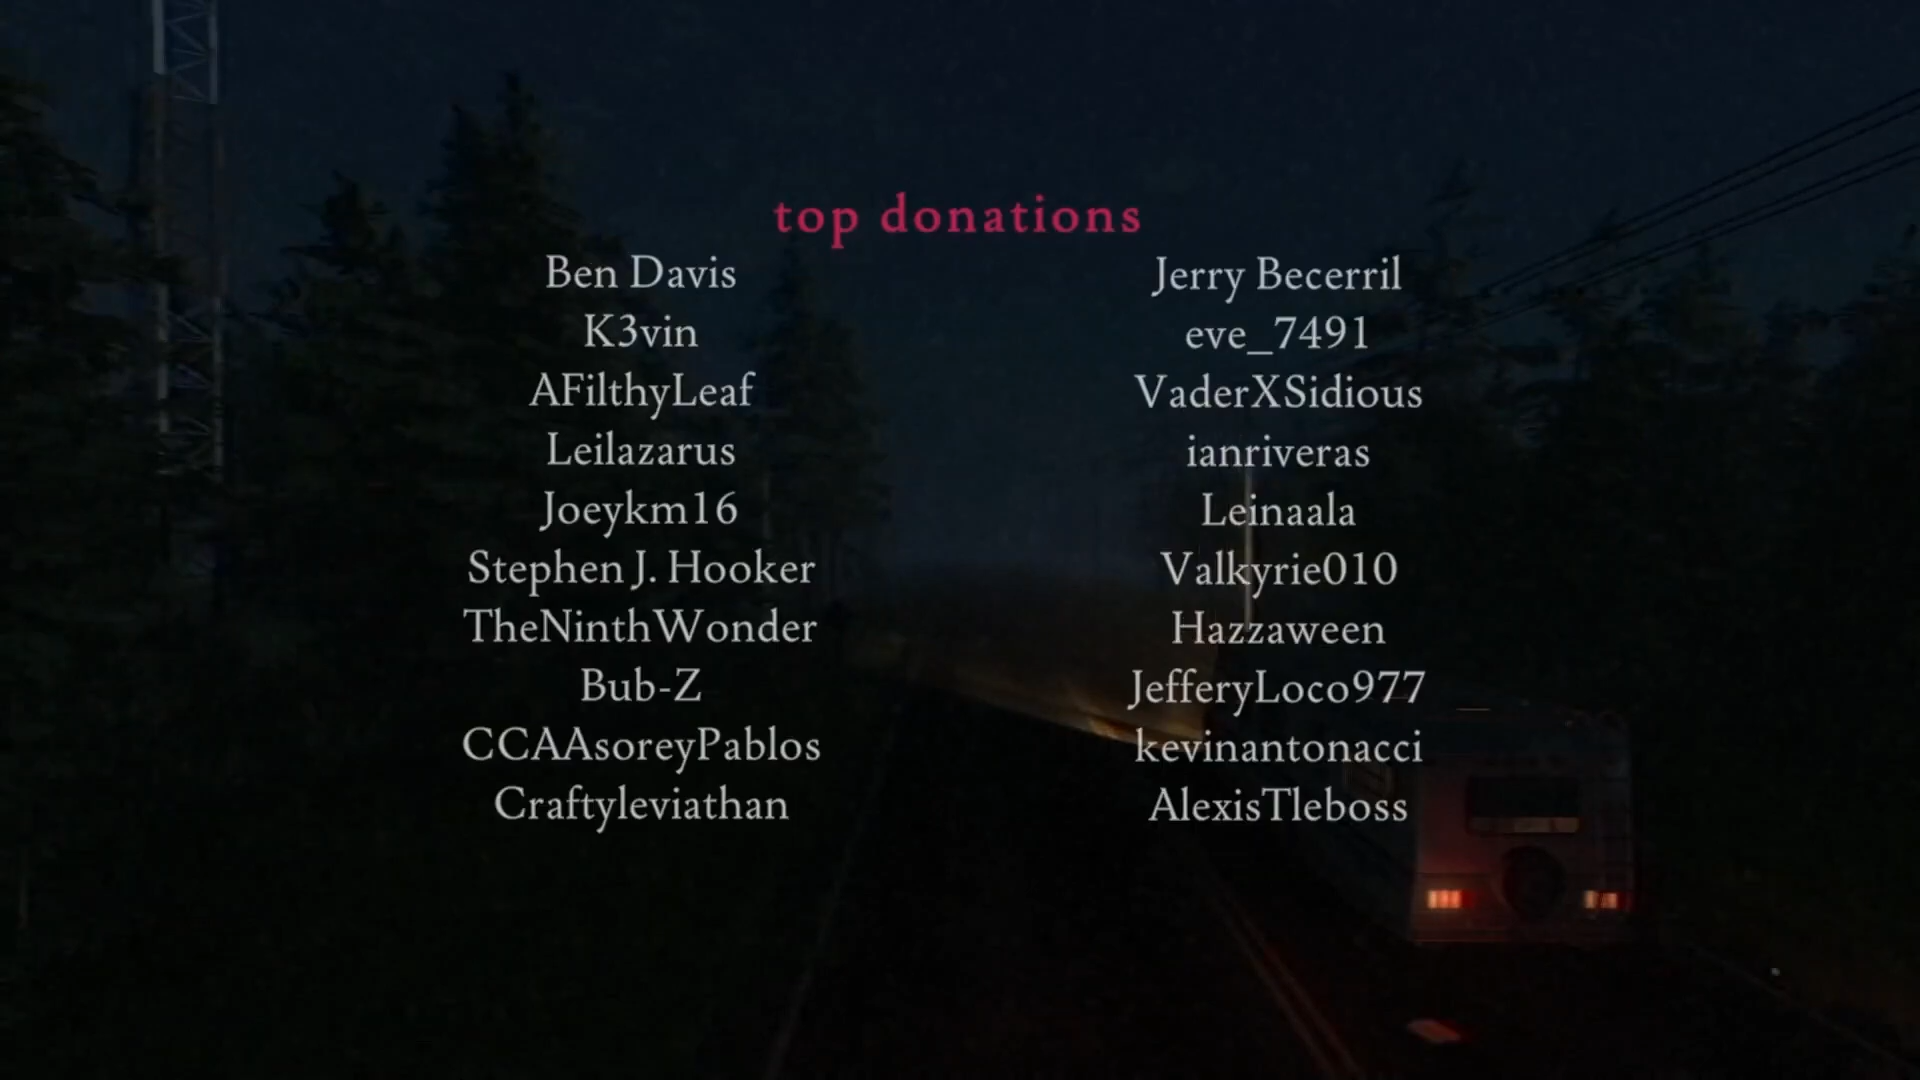 top donations
Ben Davis
K3vin
AFilthyLeaf
Leilazarus
Joeykm16
Stephen J. Hooker
TheNinthWonder
Bub-Z
CCAAsoreyPablos
Craftyleviathan
Jerry Becerril
eve_7491
VaderXSidious
ianriveras
Leinaala
Valkyrie010
Hazzaween
JefferyLoco977
kevinantonacci
AlexisTleboss